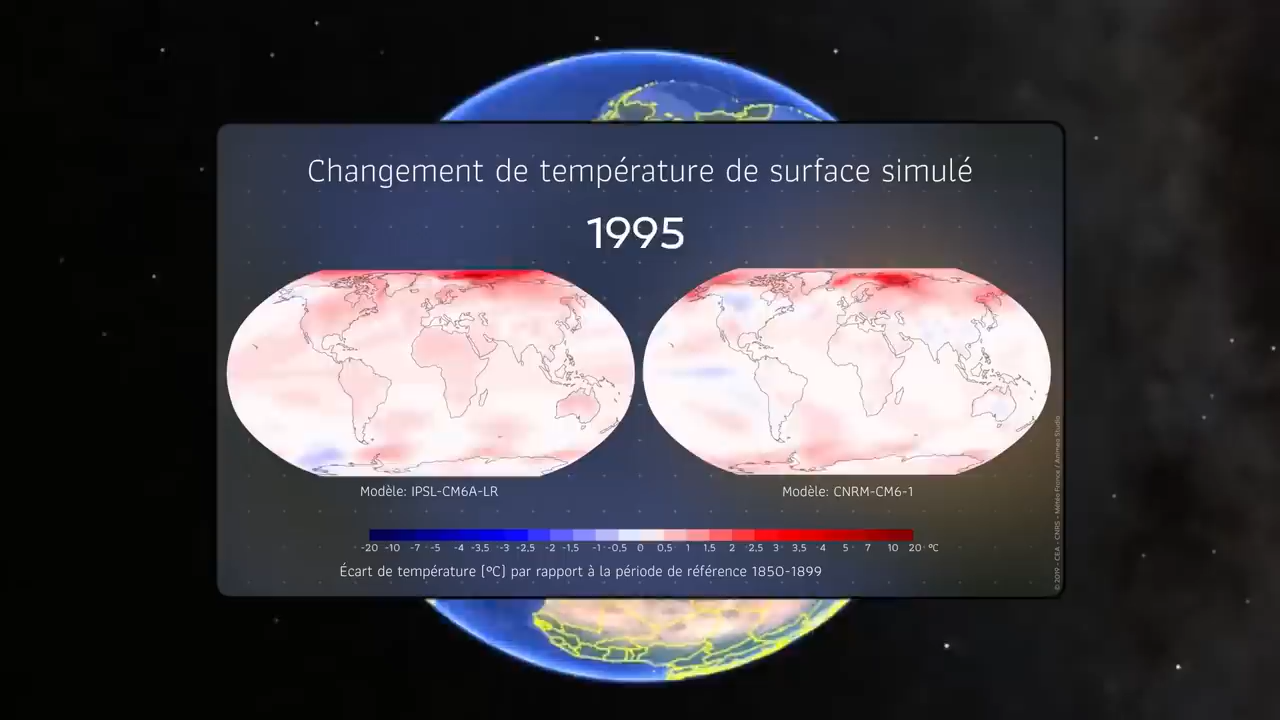 Changement de température de surface simulé
1995
Modèle: IPSL-CM6A-LR
Modèle: CNRM-CM6-1
-20 -10 -7 -5 -4 -3,5 -3 -2,5 -2 -1,5 -1 -0,5 0 0,5 1 1,5 2 2,5 3 3,5 4 5 7 10 20 ºC
Écart de température (ºC) par rapport à la période de référence 1850-1899
© 2019 - CEA - CNRS - Météo France / Animea Studio